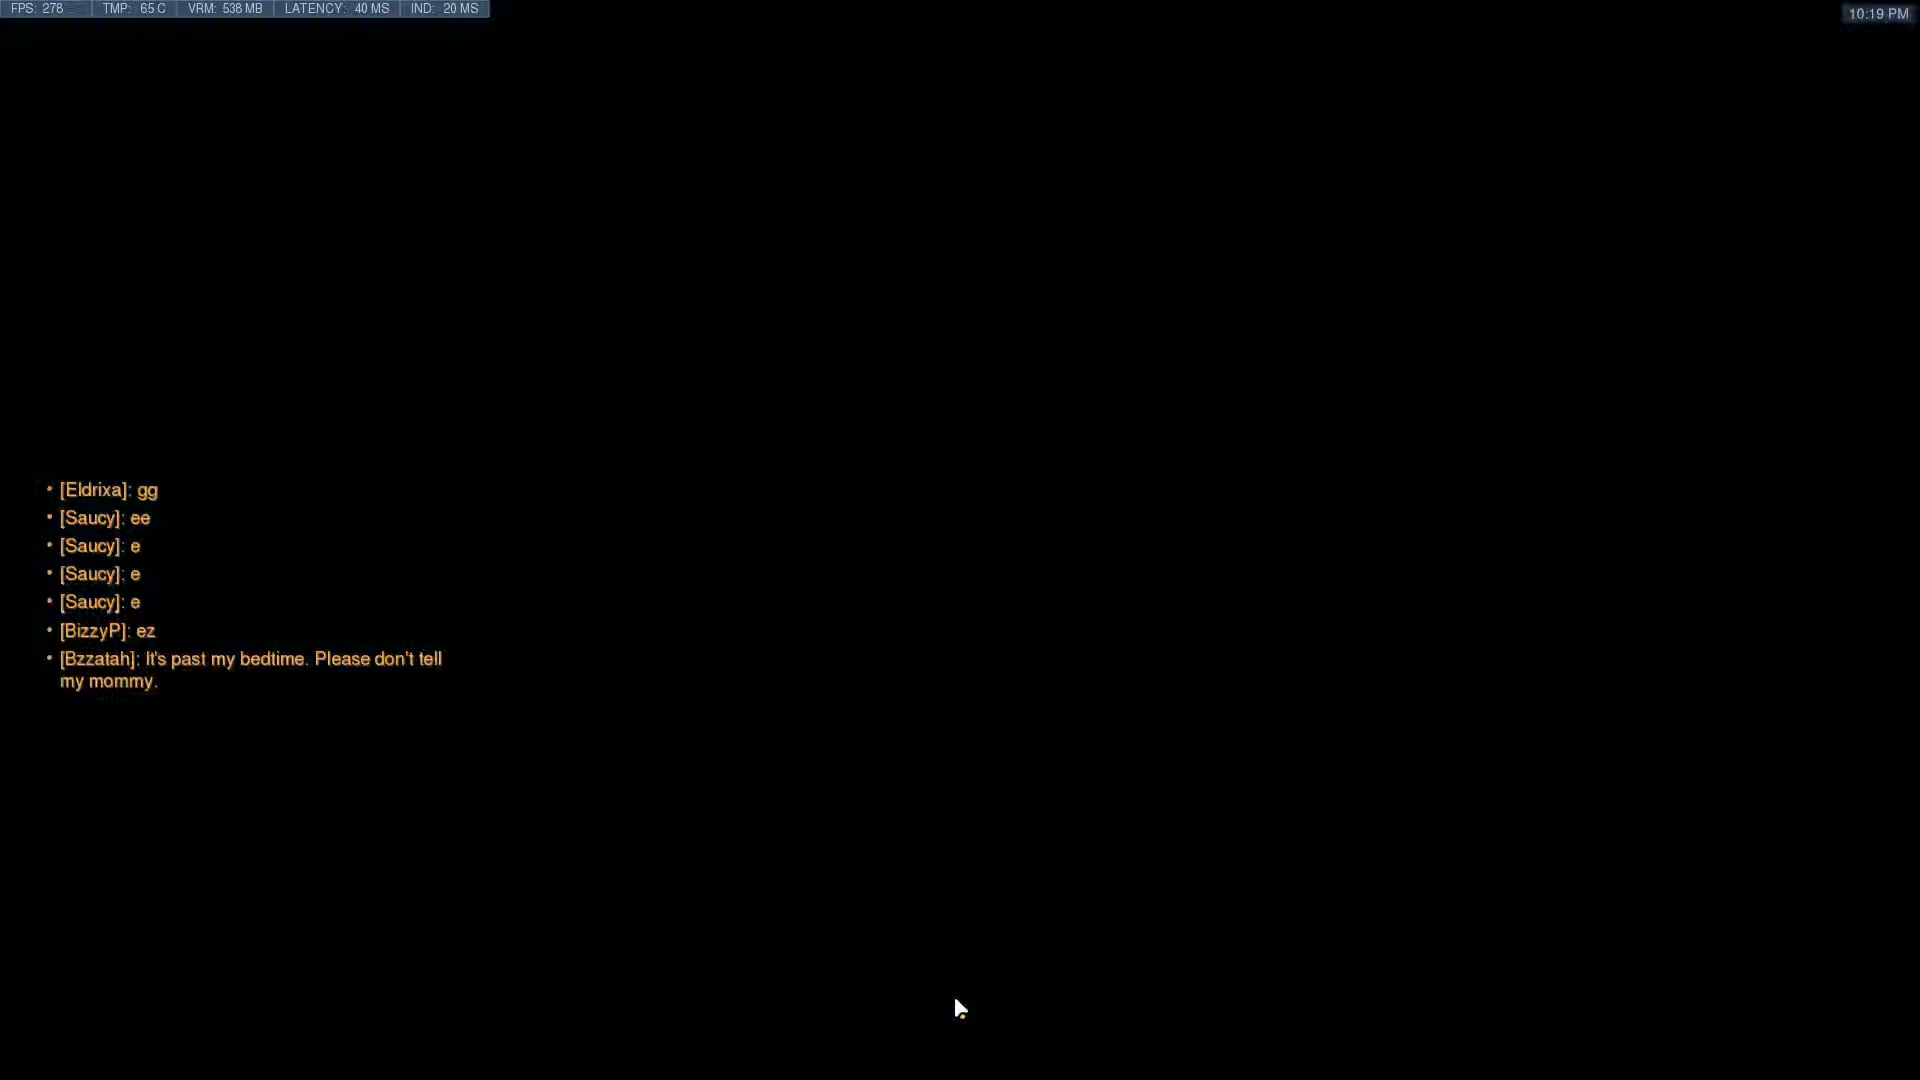 FPS: 278 TMP: 65 C VRM: 538 MB LATENCY: 40 MS IND: 20 MS
10:19 PM
• [Eldrixa]: gg
• [Saucy]: ee
• [Saucy]: e
• [Saucy]: e
• [Saucy]: e
• [BizzyP]: ez
• [Bzzatah]: It's past my bedtime. Please don't tell
my mommy.